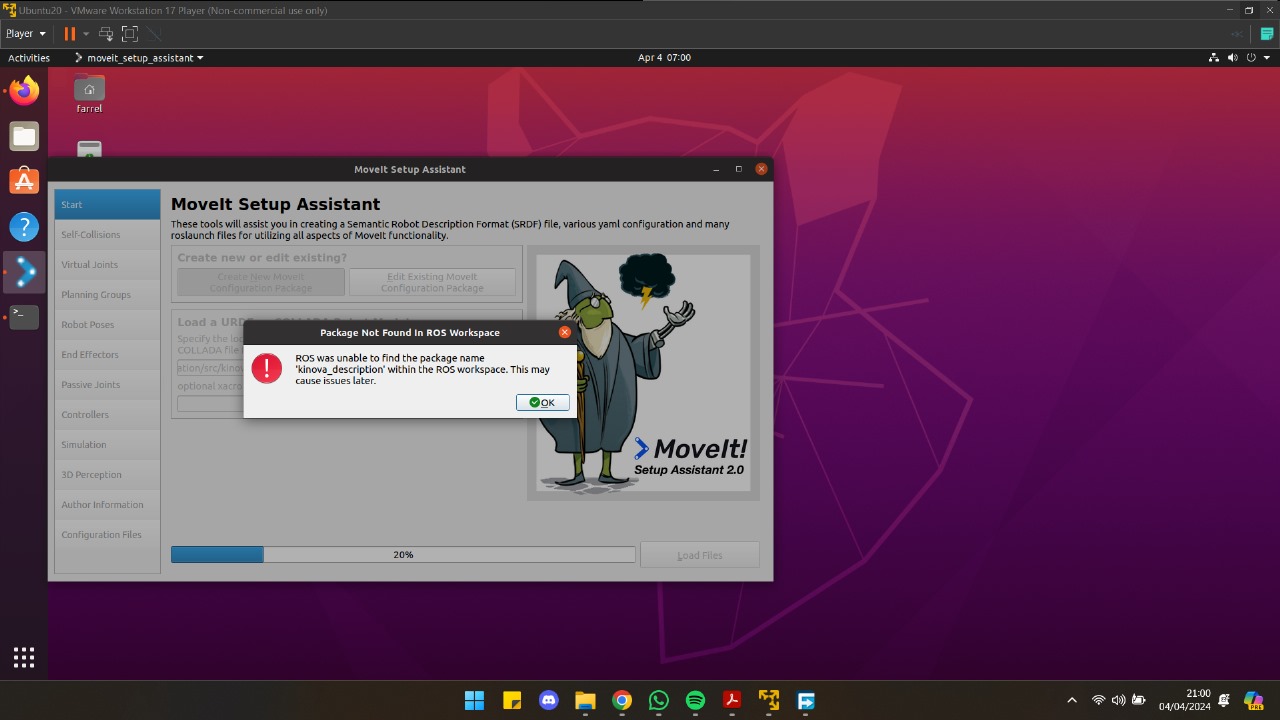 Ubuntu20 - VMware Workstation 17 Player (Non-commercial use only)
Player
Activities
moveit_setup_assistant
Apr 4 07:00
farrel
MoveIt Setup Assistant
Start
Self-Collisions
Virtual Joints
Planning Groups
Robot Poses
End Effectors
Passive Joints
Controllers
Simulation
3D Perception
Author Information
Configuration Files
MoveIt Setup Assistant
These tools will assist you in creating a Semantic Robot Description Format (SRDF) file, various yaml configuration and many
roslaunch files for utilizing all aspects of MoveIt functionality.
Create new or edit existing?
Create New MoveIt
Configuration Package
Edit Existing MoveIt
Configuration Package
Load a URDF
Specify the lo
COLLADA file
ation/src/kinov
optional xacro
Package Not Found In ROS Workspace
ROS was unable to find the package name
'kinova_description' within the ROS workspace. This may
cause issues later.
OK
MoveIt!
Setup Assistant 2.0
20%
Load Files
21:00
04/04/2024
PRE